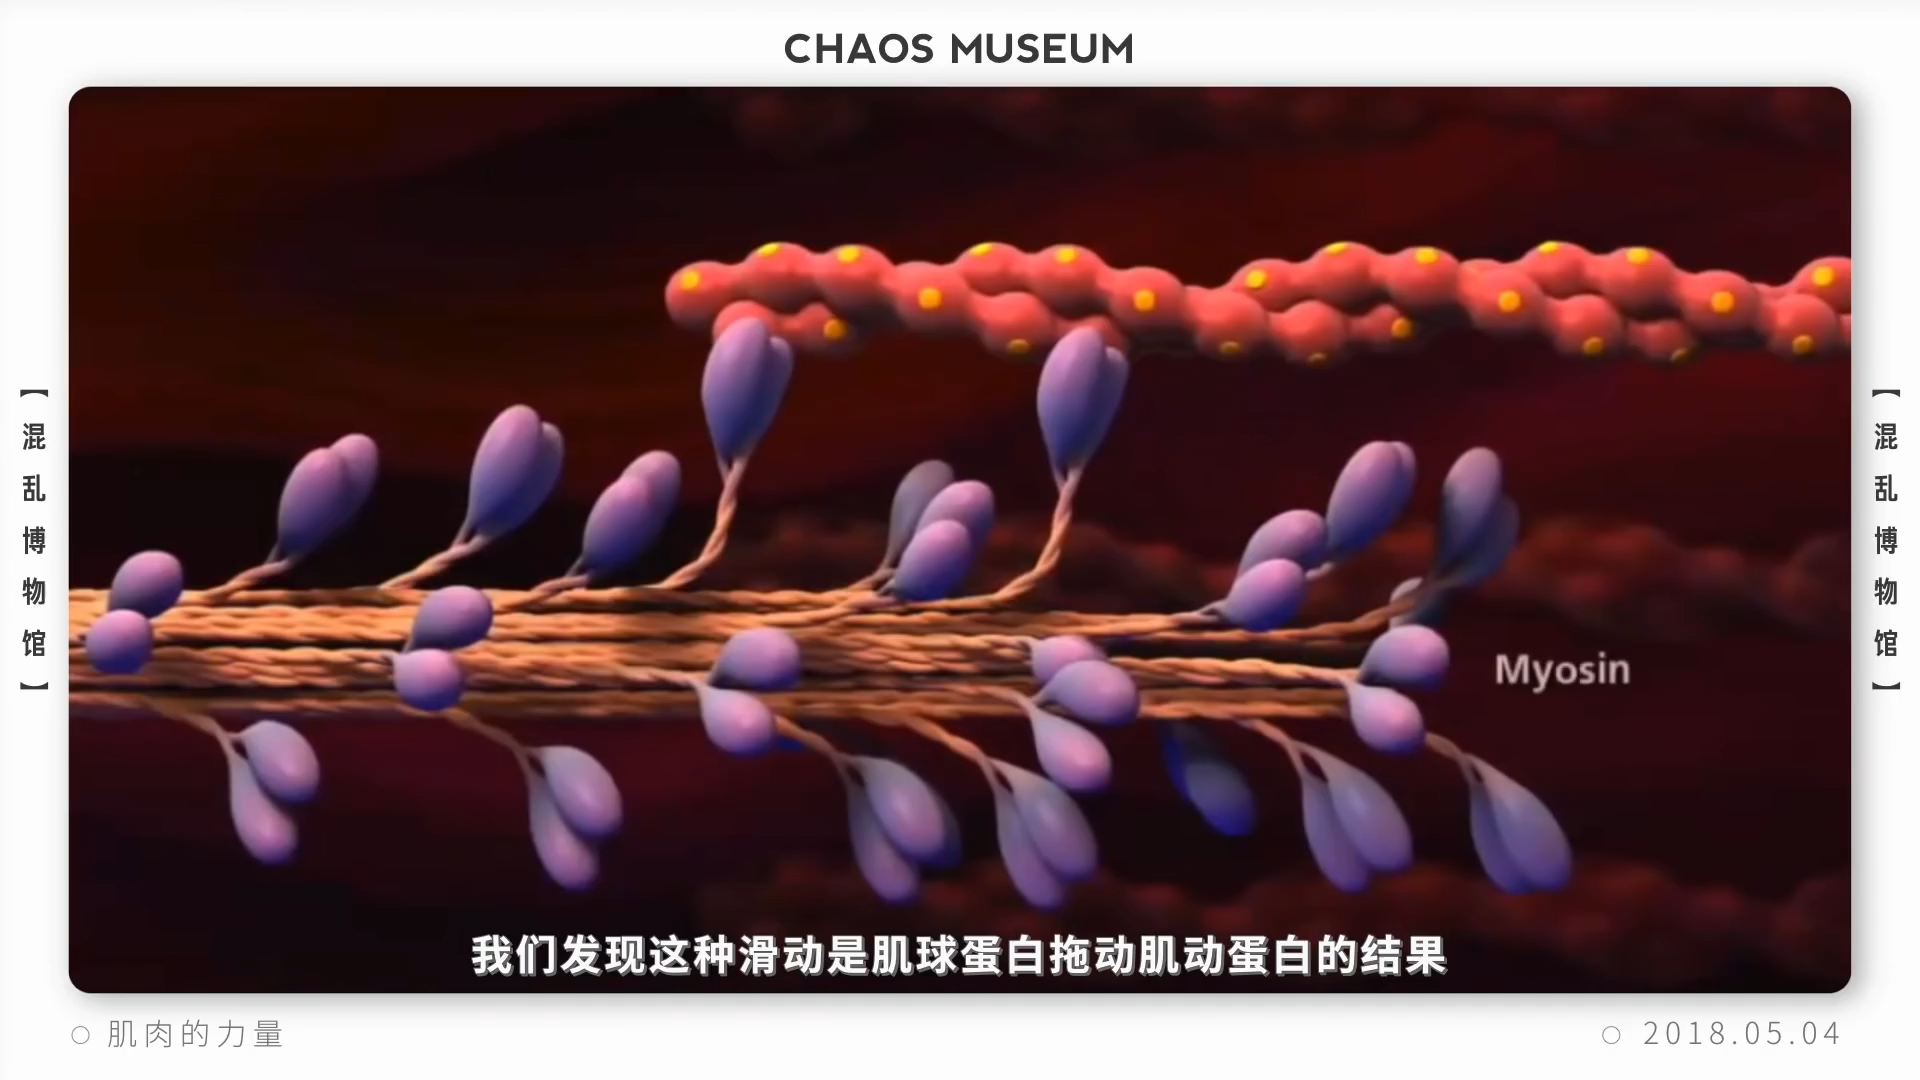 CHAOS MUSEUM
【混乱博物馆】
【混乱博物馆】
Myosin
我们发现这种滑动是肌球蛋白拖动肌动蛋白的结果
○ 肌肉的力量
○ 2018.05.04